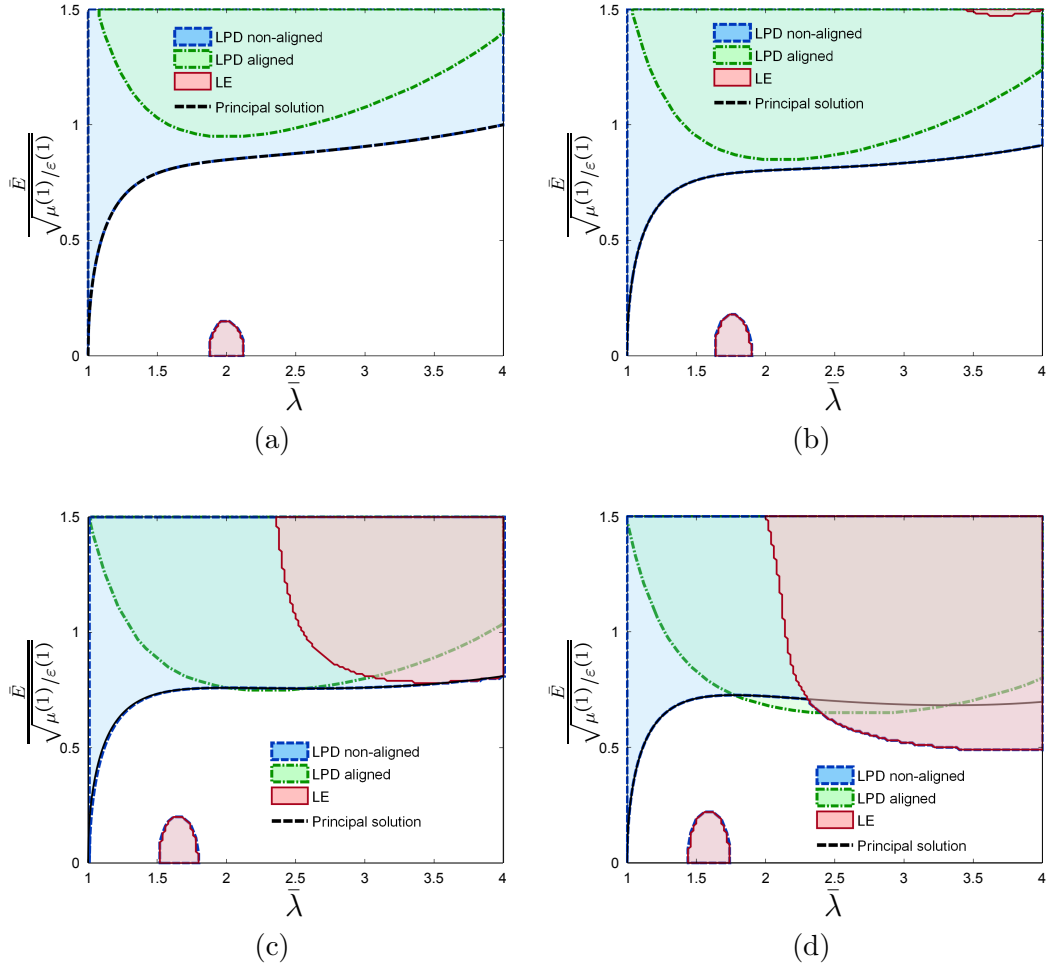 1.5
1
0.5
0
LPD non-aligned
LPD aligned
LE
Principal solution
1 1.5 2 2.5 3 3.5 4
Ē / √μ⁽¹⁾/ε⁽¹⁾
λ̄
(a)
1.5
1
0.5
0
LPD non-aligned
LPD aligned
LE
Principal solution
1 1.5 2 2.5 3 3.5 4
Ē / √μ⁽¹⁾/ε⁽¹⁾
λ̄
(b)
1.5
1
0.5
0
LPD non-aligned
LPD aligned
LE
Principal solution
1 1.5 2 2.5 3 3.5 4
Ē / √μ⁽¹⁾/ε⁽¹⁾
λ̄
(c)
1.5
1
0.5
0
LPD non-aligned
LPD aligned
LE
Principal solution
1 1.5 2 2.5 3 3.5 4
Ē / √μ⁽¹⁾/ε⁽¹⁾
λ̄
(d)